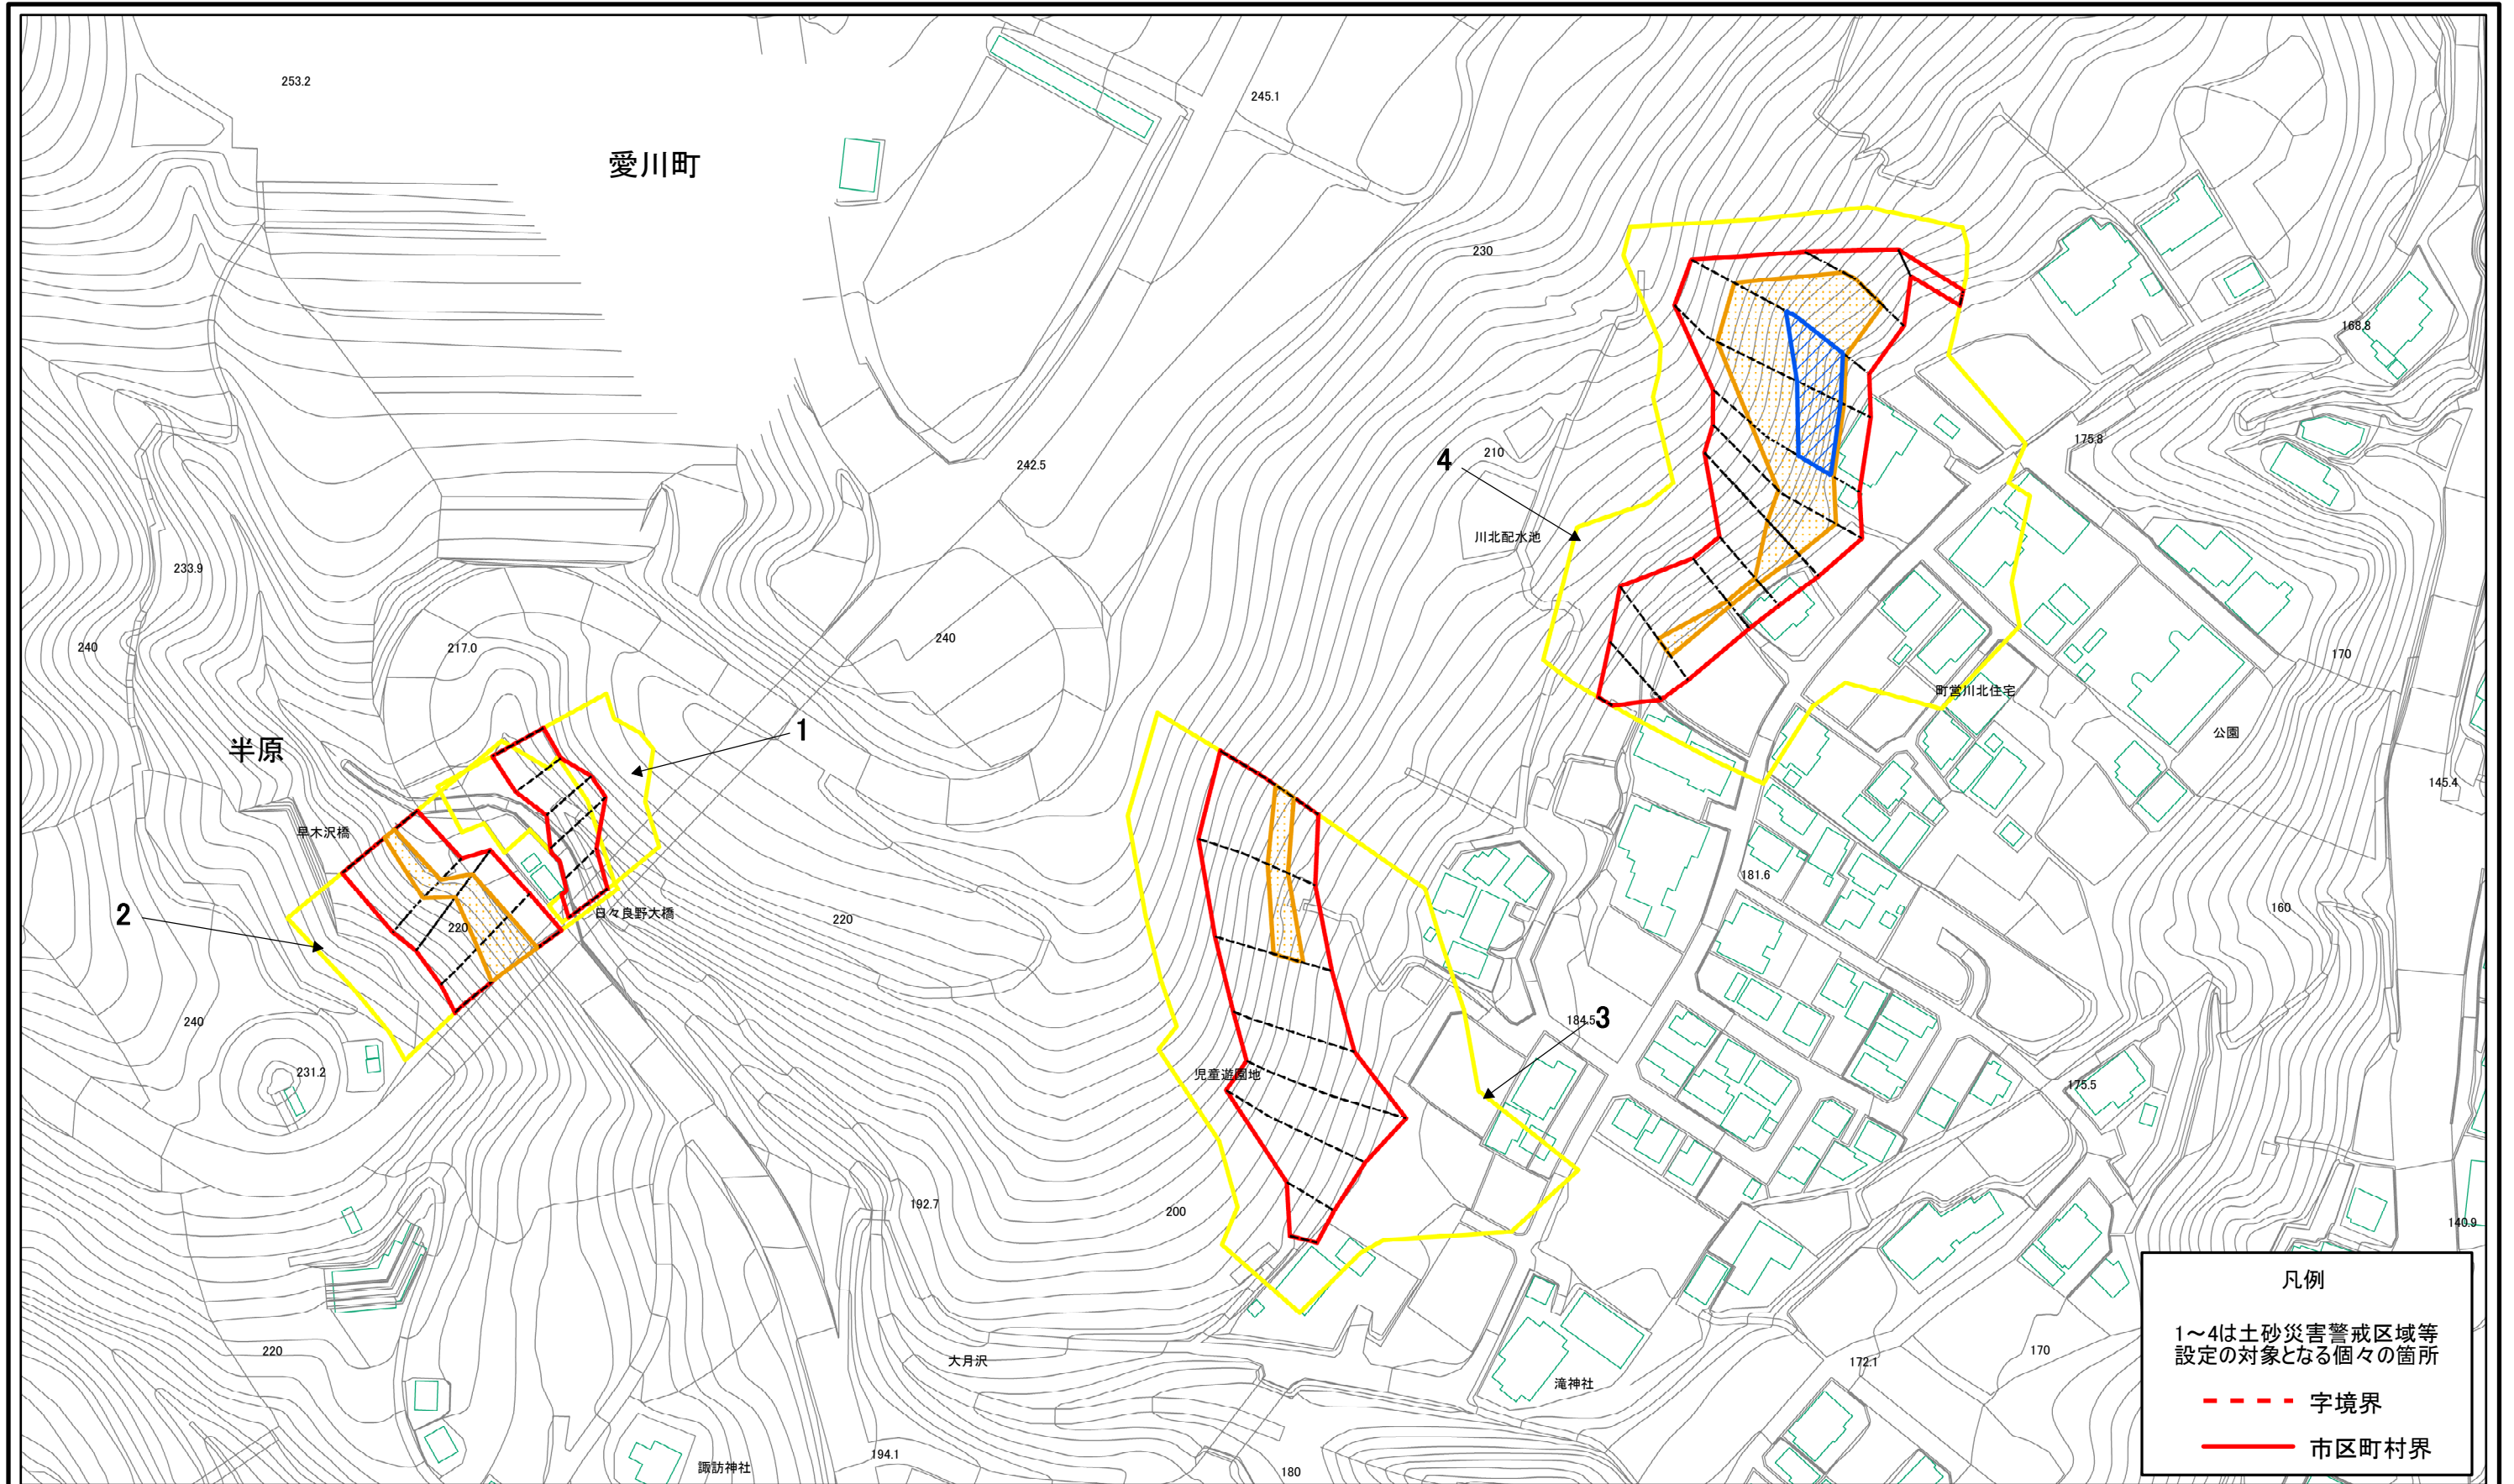 253.2
245.1
愛川町
230
168.8
175.8
210
4
242.5
川北配水池
233.9
240
217.0
240
170
町営川北住宅
公園
1
半原
145.4
早木沢橋
181.6
2
220
日々良野大橋
220
160
240
184.5
3
231.2
児童遊園地
175.5
192.7
200
140.9
220
大月沢
172.1
170
滝神社
194.1
諏訪神社
180
凡例
1～4は土砂災害警戒区域等
設定の対象となる個々の箇所
字境界
市区町村界